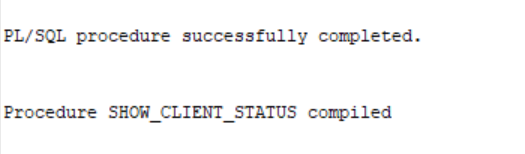 PL/SQL procedure successfully completed.
Procedure SHOW_CLIENT_STATUS compiled